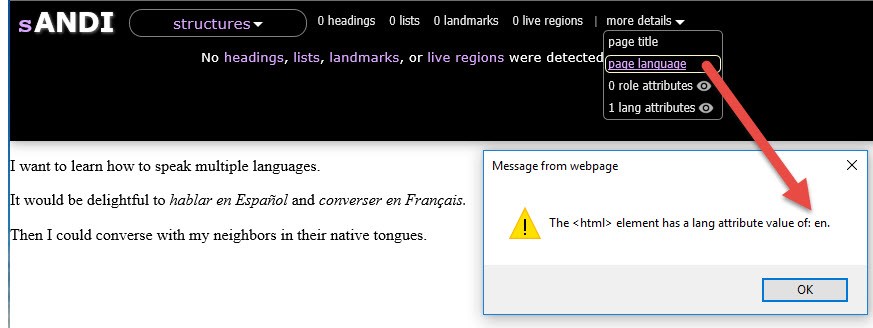 sANDI structures 0 headings 0 lists 0 landmarks 0 live regions | more details
No headings, lists, landmarks, or live regions were detected
page title
page language
0 role attributes
1 lang attributes
I want to learn how to speak multiple languages.
It would be delightful to hablar en Español and converser en Français.
Then I could converse with my neighbors in their native tongues.
Message from webpage
The <html> element has a lang attribute value of: en.
OK